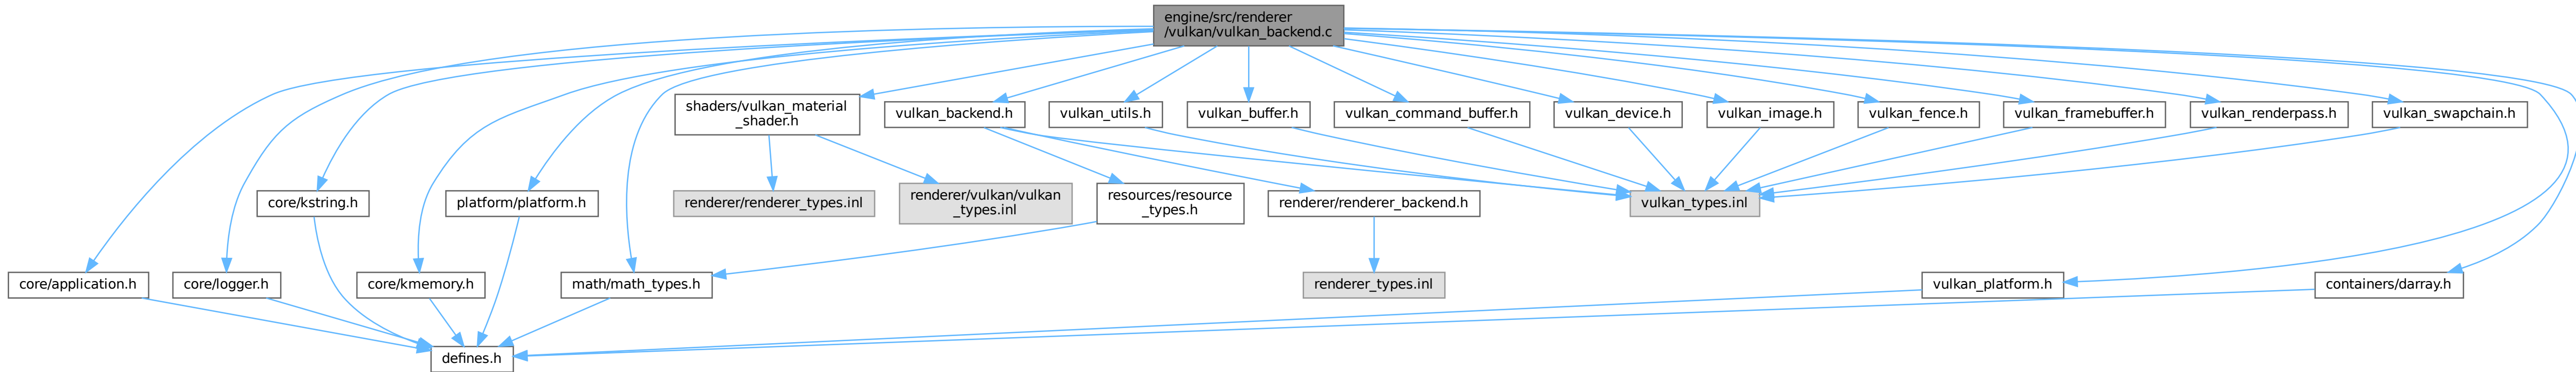 engine/src/renderer
/vulkan/vulkan_backend.c
shaders/vulkan_material
_shader.h
vulkan_backend.h
vulkan_utils.h
vulkan_buffer.h
vulkan_command_buffer.h
vulkan_device.h
vulkan_image.h
vulkan_fence.h
vulkan_framebuffer.h
vulkan_renderpass.h
vulkan_swapchain.h
core/kstring.h
platform/platform.h
renderer/renderer_types.inl
renderer/vulkan/vulkan
_types.inl
resources/resource
_types.h
renderer/renderer_backend.h
vulkan_types.inl
core/application.h
core/logger.h
core/kmemory.h
math/math_types.h
renderer_types.inl
vulkan_platform.h
containers/darray.h
defines.h